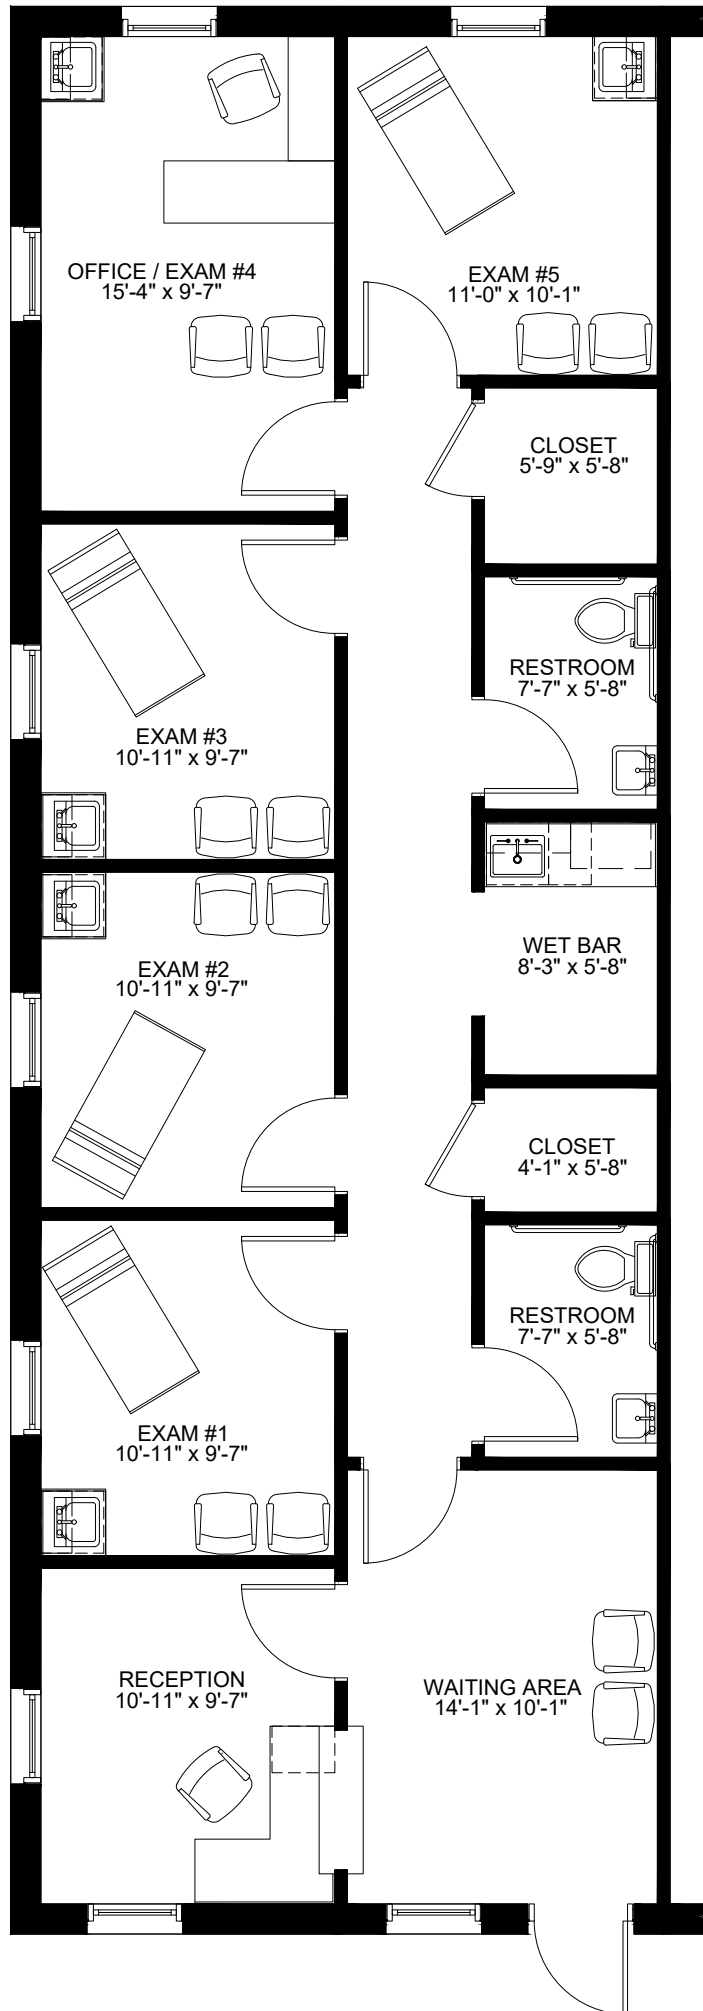 OFFICE / EXAM #4
15'-4" x 9'-7"
EXAM #5
11'-0" x 10'-1"
CLOSET
5'-9" x 5'-8"
RESTROOM
7'-7" x 5'-8"
EXAM #3
10'-11" x 9'-7"
WET BAR
8'-3" x 5'-8"
EXAM #2
10'-11" x 9'-7"
CLOSET
4'-1" x 5'-8"
RESTROOM
7'-7" x 5'-8"
EXAM #1
10'-11" x 9'-7"
RECEPTION
10'-11" x 9'-7"
WAITING AREA
14'-1" x 10'-1"